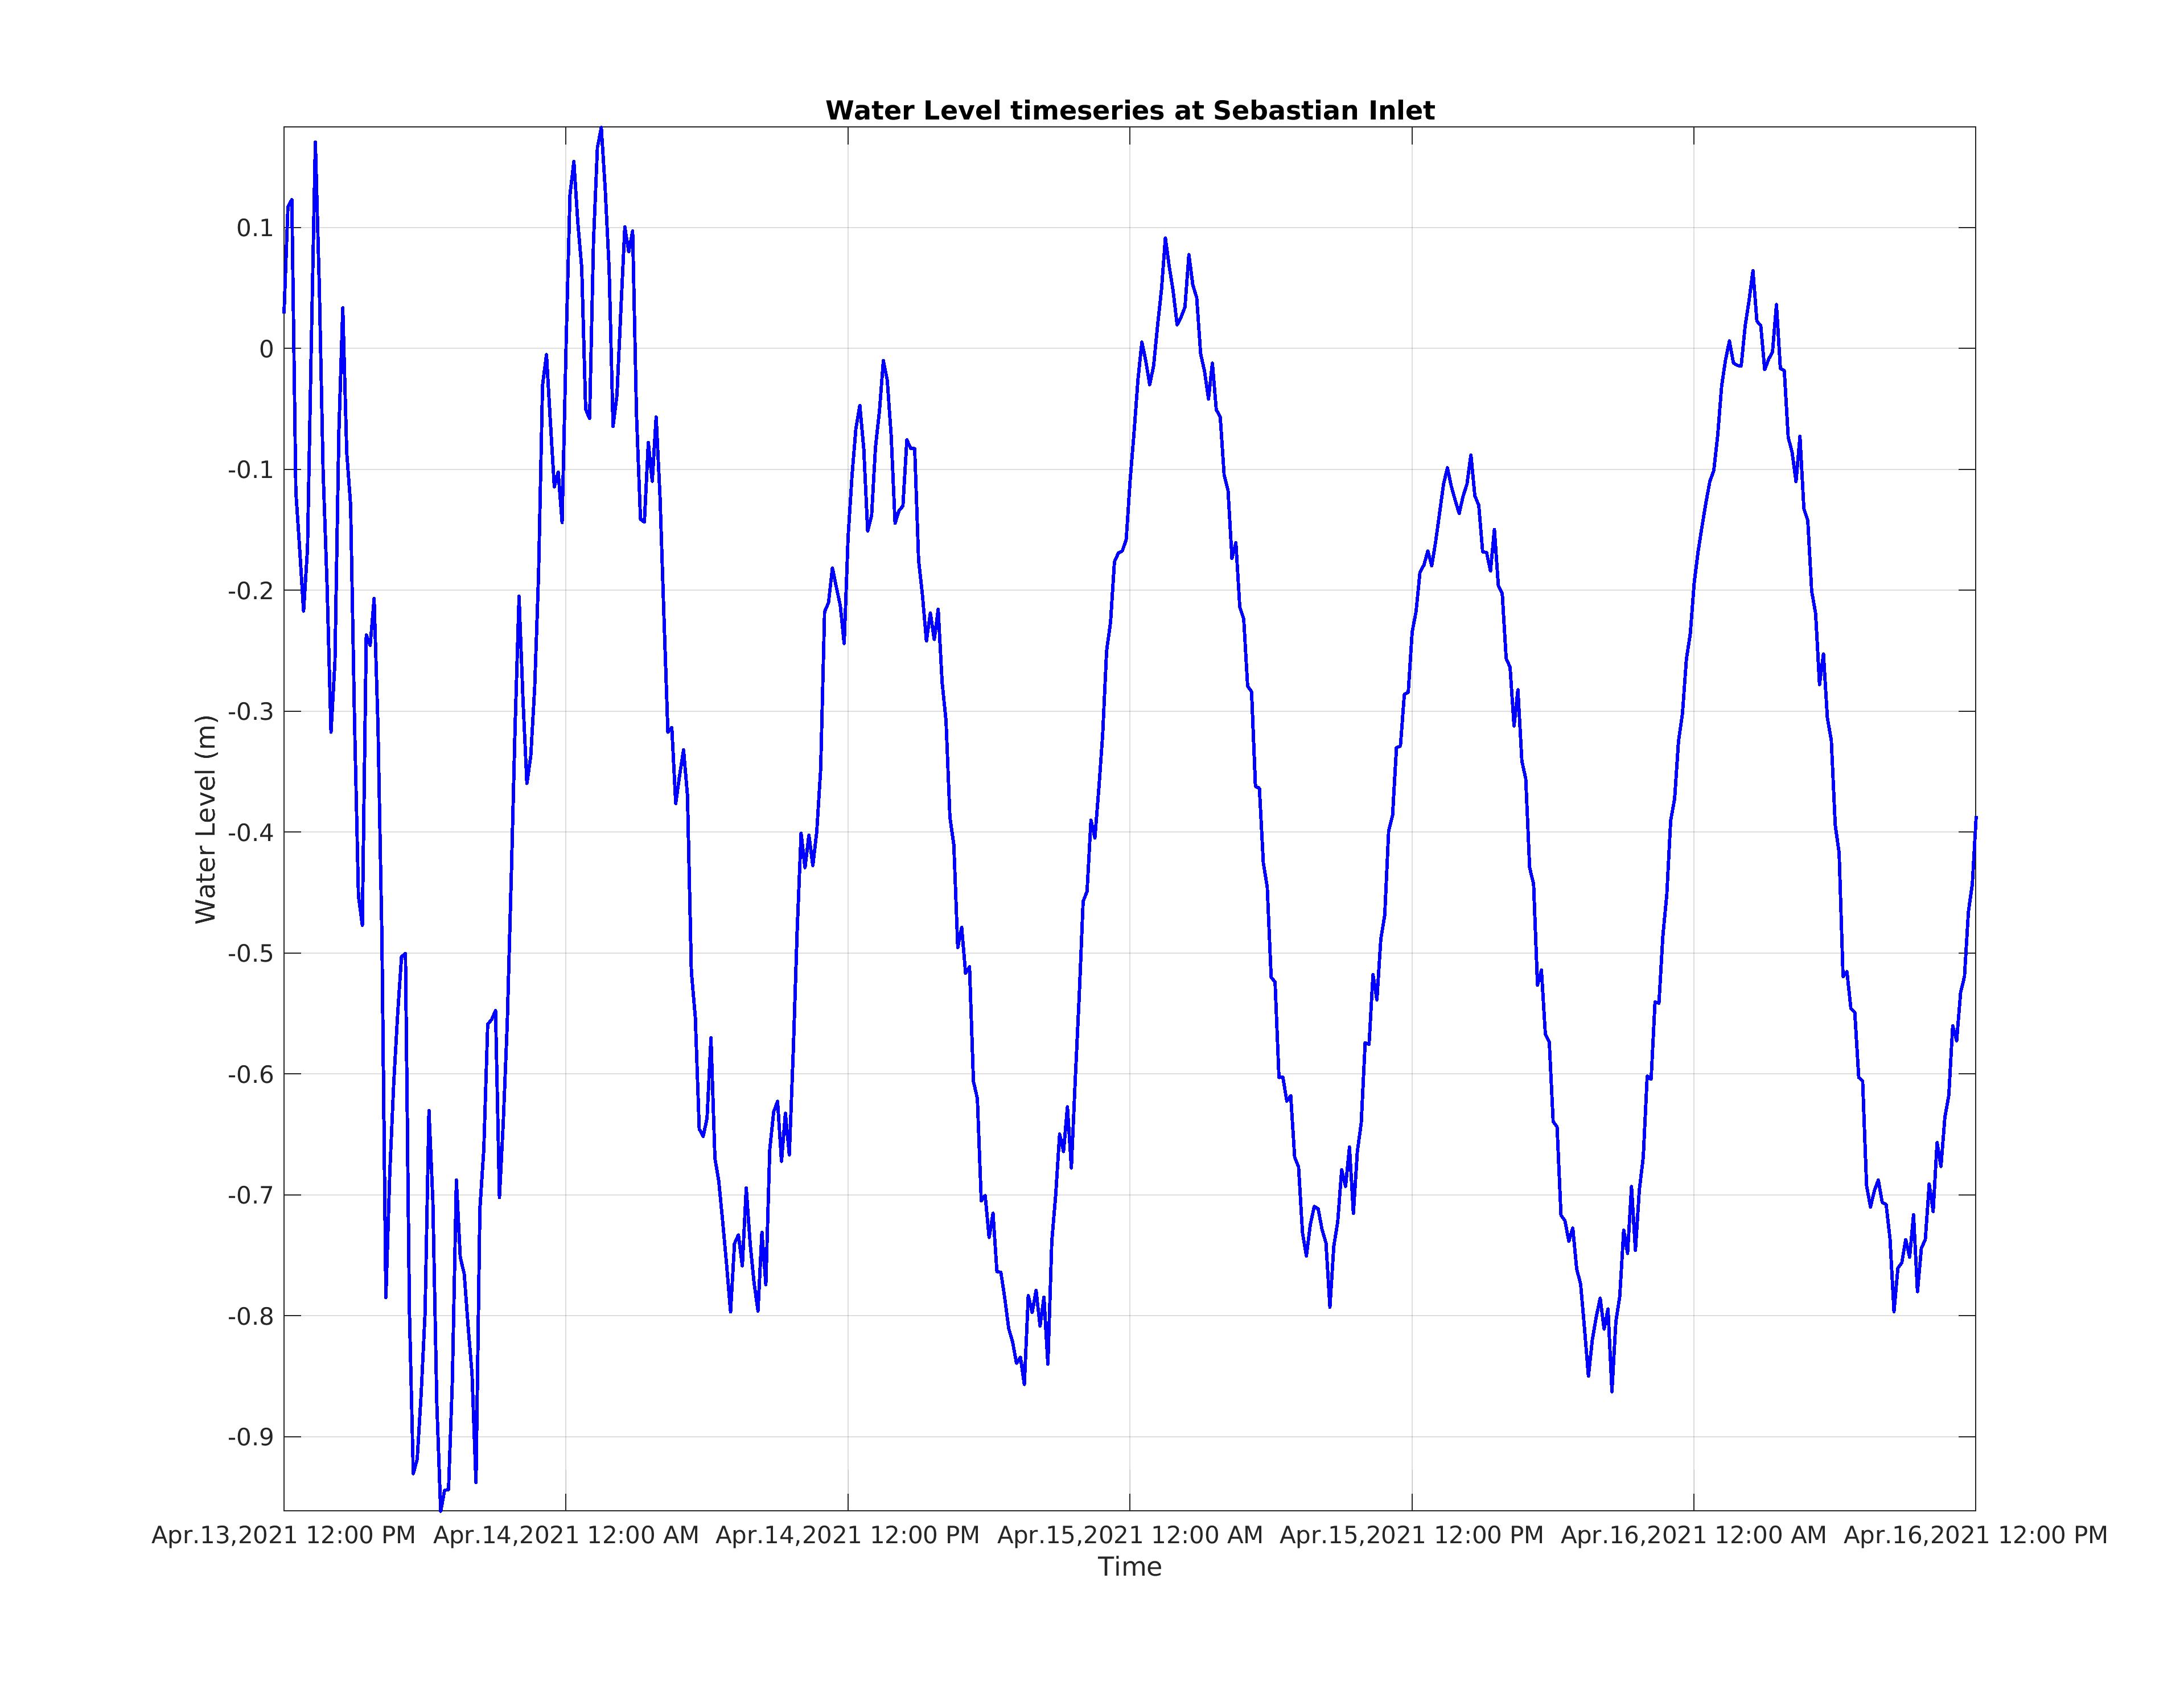 Water Level timeseries at Sebastian Inlet
Water Level (m)
0.1
0
-0.1
-0.2
-0.3
-0.4
-0.5
-0.6
-0.7
-0.8
-0.9
Apr.13,2021 12:00 PM Apr.14,2021 12:00 AM Apr.14,2021 12:00 PM Apr.15,2021 12:00 AM Apr.15,2021 12:00 PM Apr.16,2021 12:00 AM Apr.16,2021 12:00 PM
Time